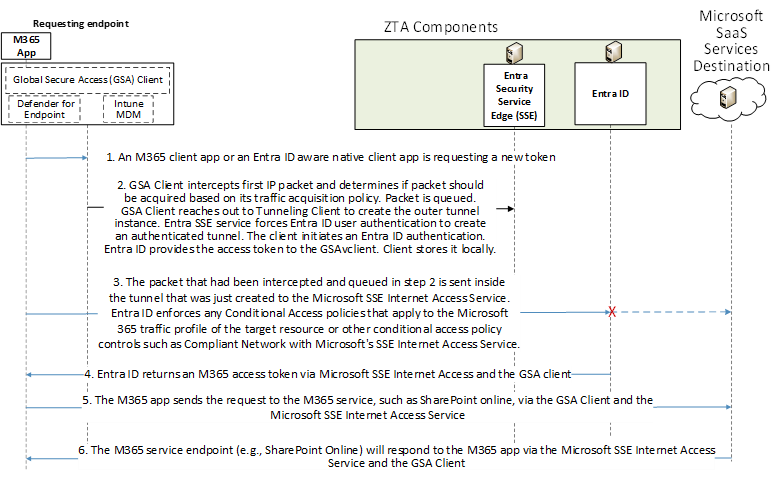 Requesting endpoint
M365
App
Global Secure Access (GSA) Client
Defender for
Endpoint
Intune
MDM
ZTA Components
Entra
Security
Service
Edge (SSE)
Entra ID
Microsoft
SaaS
Services
Destination
1. An M365 client app or an Entra ID aware native client app is requesting a new token
2. GSA Client intercepts first IP packet and determines if packet should
be acquired based on its traffic acquisition policy. Packet is queued.
GSA Client reaches out to Tunneling Client to create the outer tunnel
instance. Entra SSE service forces Entra ID user authentication to create
an authenticated tunnel. The client initiates an Entra ID authentication.
Entra ID provides the access token to the GSAvclient. Client stores it locally.
3. The packet that had been intercepted and queued in step 2 is sent inside
the tunnel that was just created to the Microsoft SSE Internet Access Service.
Entra ID enforces any Conditional Access policies that apply to the Microsoft
365 traffic profile of the target resource or other conditional access policy
controls such as Compliant Network with Microsoft's SSE Internet Access Service.
X
4. Entra ID returns an M365 access token via Microsoft SSE Internet Access and the GSA client
5. The M365 app sends the request to the M365 service, such as SharePoint online, via the GSA Client and the
Microsoft SSE Internet Access Service
6. The M365 service endpoint (e.g., SharePoint Online) will respond to the M365 app via the Microsoft SSE Internet Access
Service and the GSA Client